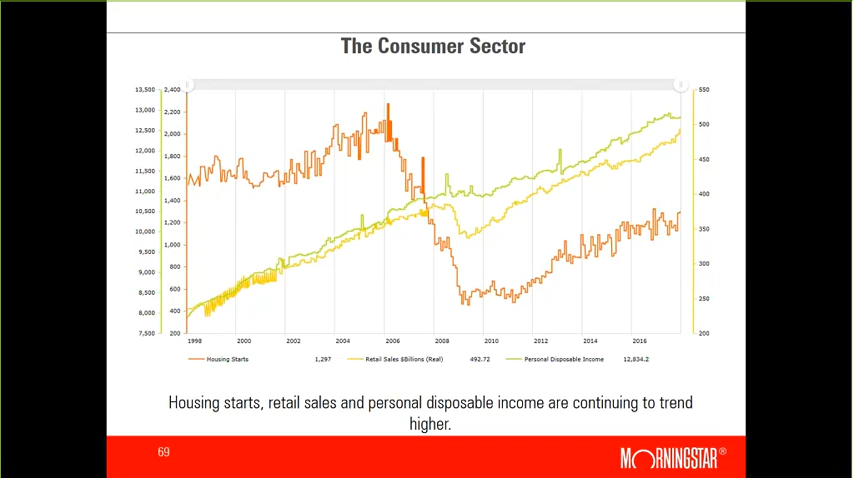 The Consumer Sector
13,500 2,400 550
13,000 2,200 500
12,500 2,000 450
12,000 1,800 400
11,500 1,600 350
11,000 1,400 300
10,500 1,200 250
10,000 1,000 200
9,500 800
9,000 600
8,500 400
8,000 200
7,500
1998 2000 2002 2004 2006 2008 2010 2012 2014 2016
Housing Starts 1,297 Retail Sales $Billions (Real) 492.72 Personal Disposable Income 12,834.2
Housing starts, retail sales and personal disposable income are continuing to trend
higher.
69
MORNINGSTAR®